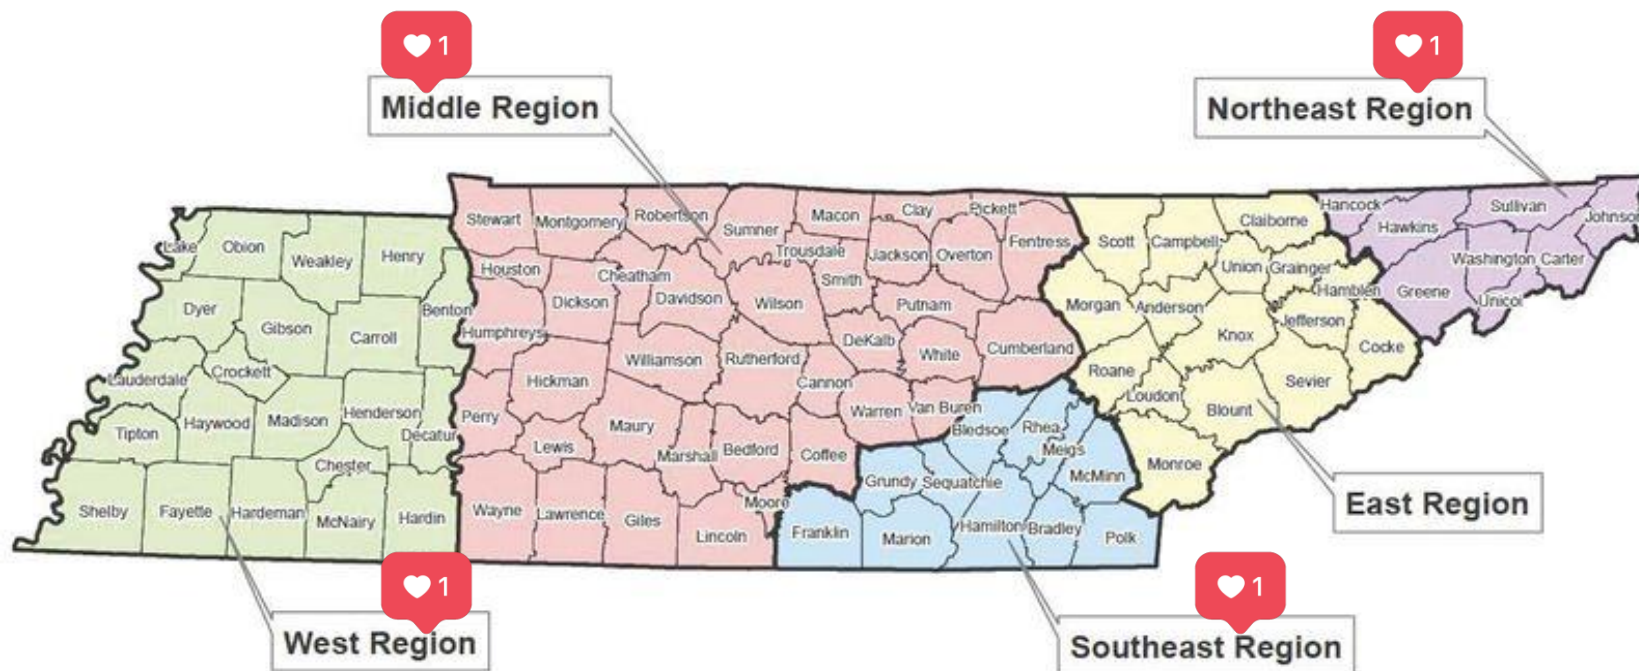 1
1
Middle Region
Northeast Region
Stewart
Montgomery
Robertson
Sumner
Macon
Clay
Pickett
Hancock
Hawkins
Sullivan
Johnson
Lake
Obion
Weakley
Henry
Houston
Cheatham
Trousdale
Jackson
Overton
Fentress
Scott
Campbell
Claiborne
Union
Grainger
Hamblen
Washington
Carter
Greene
Unicoi
Dyer
Gibson
Carroll
Benton
Humphreys
Dickson
Davidson
Wilson
Smith
Putnam
Morgan
Anderson
Knox
Jefferson
Cocke
Lauderdale
Crockett
Hickman
Williamson
Rutherford
Cannon
DeKalb
White
Cumberland
Roane
Loudon
Blount
Sevier
Tipton
Haywood
Madison
Henderson
Decatur
Perry
Lewis
Maury
Marshall
Bedford
Coffee
Warren
Van Buren
Bledsoe
Rhea
Meigs
McMinn
Monroe
Chester
Shelby
Fayette
Hardeman
McNairy
Hardin
Wayne
Lawrence
Giles
Lincoln
Moore
Grundy
Sequatchie
Franklin
Marion
Hamilton
Bradley
Polk
East Region
1
1
West Region
Southeast Region